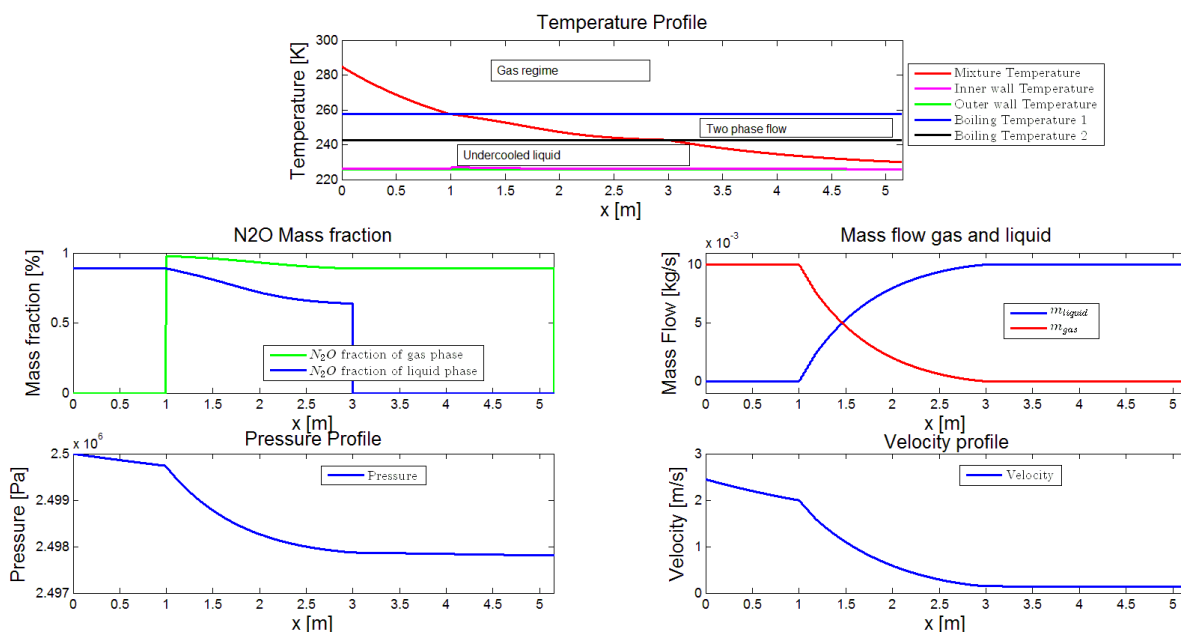 Temperature Profile
300
280
260
240
220
Temperature [K]
Gas regime
Two phase flow
Undercooled liquid
0 0.5 1 1.5 2 2.5 3 3.5 4 4.5 5
x [m]
Mixture Temperature
Inner wall Temperature
Outer wall Temperature
Boiling Temperature 1
Boiling Temperature 2
N2O Mass fraction
1
0.5
0
Mass fraction [%]
N₂O fraction of gas phase
N₂O fraction of liquid phase
0 0.5 1 1.5 2 2.5 3 3.5 4 4.5 5
x [m]
Mass flow gas and liquid
x 10⁻³
10
5
0
Mass Flow [kg/s]
m_liquid
m_gas
0 0.5 1 1.5 2 2.5 3 3.5 4 4.5 5
x [m]
Pressure Profile
x 10⁶
2.5
2.499
2.498
2.497
Pressure [Pa]
Pressure
0 0.5 1 1.5 2 2.5 3 3.5 4 4.5 5
x [m]
Velocity profile
3
2
1
0
Velocity [m/s]
Velocity
0 0.5 1 1.5 2 2.5 3 3.5 4 4.5 5
x [m]